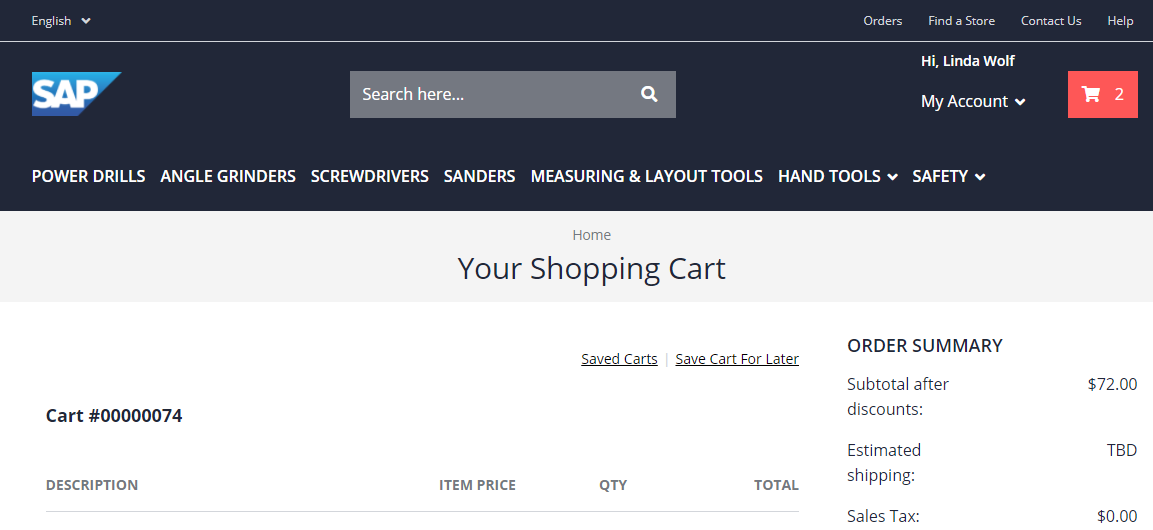 English
Orders Find a Store Contact Us Help
Hi, Linda Wolf
SAP
Search here...
My Account
2
POWER DRILLS ANGLE GRINDERS SCREWDRIVERS SANDERS MEASURING & LAYOUT TOOLS HAND TOOLS SAFETY
Home
Your Shopping Cart
Saved Carts | Save Cart For Later
Cart #00000074
DESCRIPTION ITEM PRICE QTY TOTAL
ORDER SUMMARY
Subtotal after discounts: $72.00
Estimated shipping: TBD
Sales Tax: $0.00